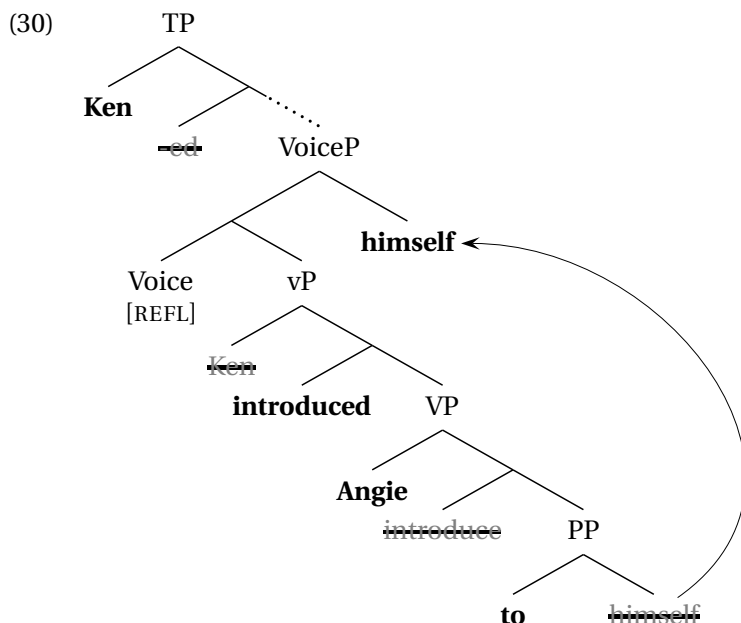 (30) TP
Ken
-ed VoiceP
himself
Voice vP
[REFL]
Ken
introduced VP
Angie
introduce PP
to himself